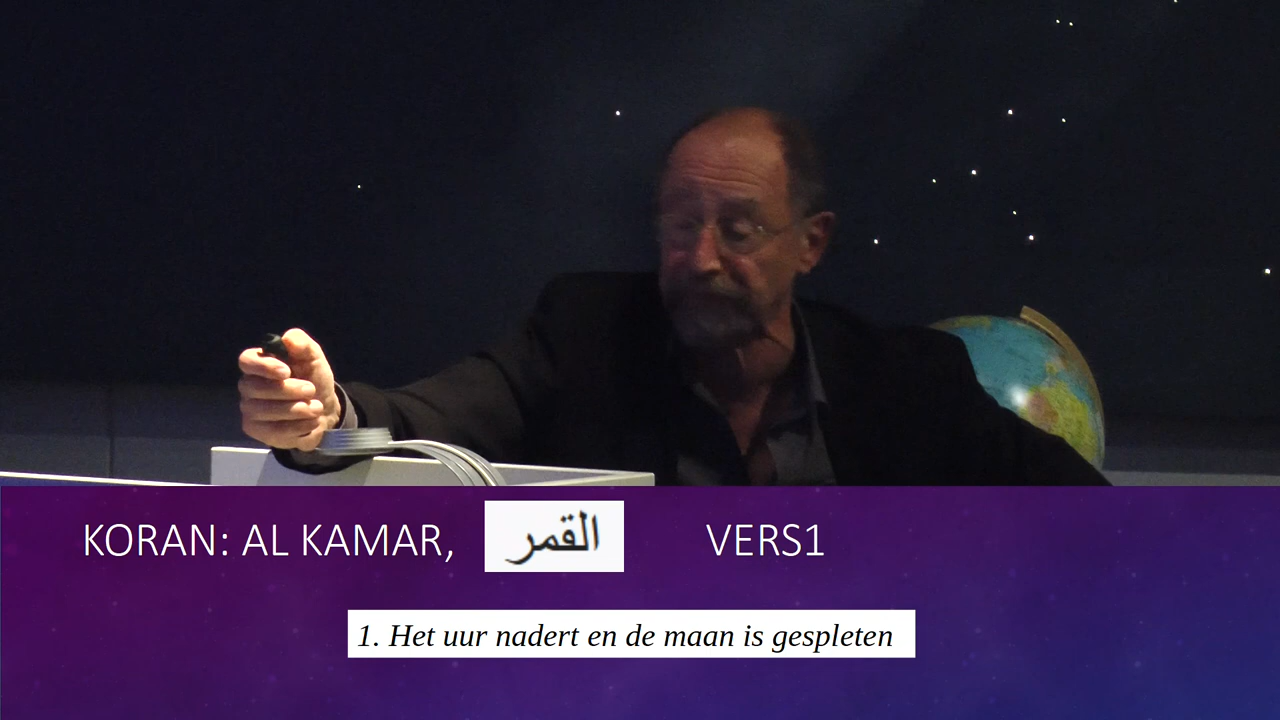 KORAN: AL KAMAR, القمر VERS1
1. Het uur nadert en de maan is gespleten